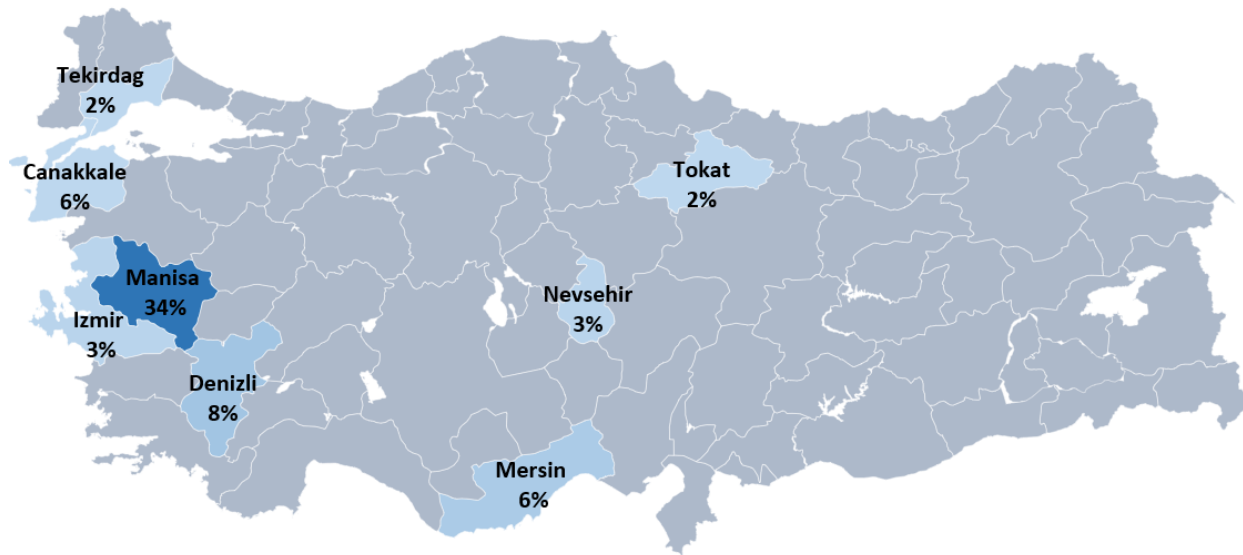 Tekirdag
2%
Canakkale
6%
Tokat
2%
Manisa
34%
Nevsehir
3%
Izmir
3%
Denizli
8%
Mersin
6%